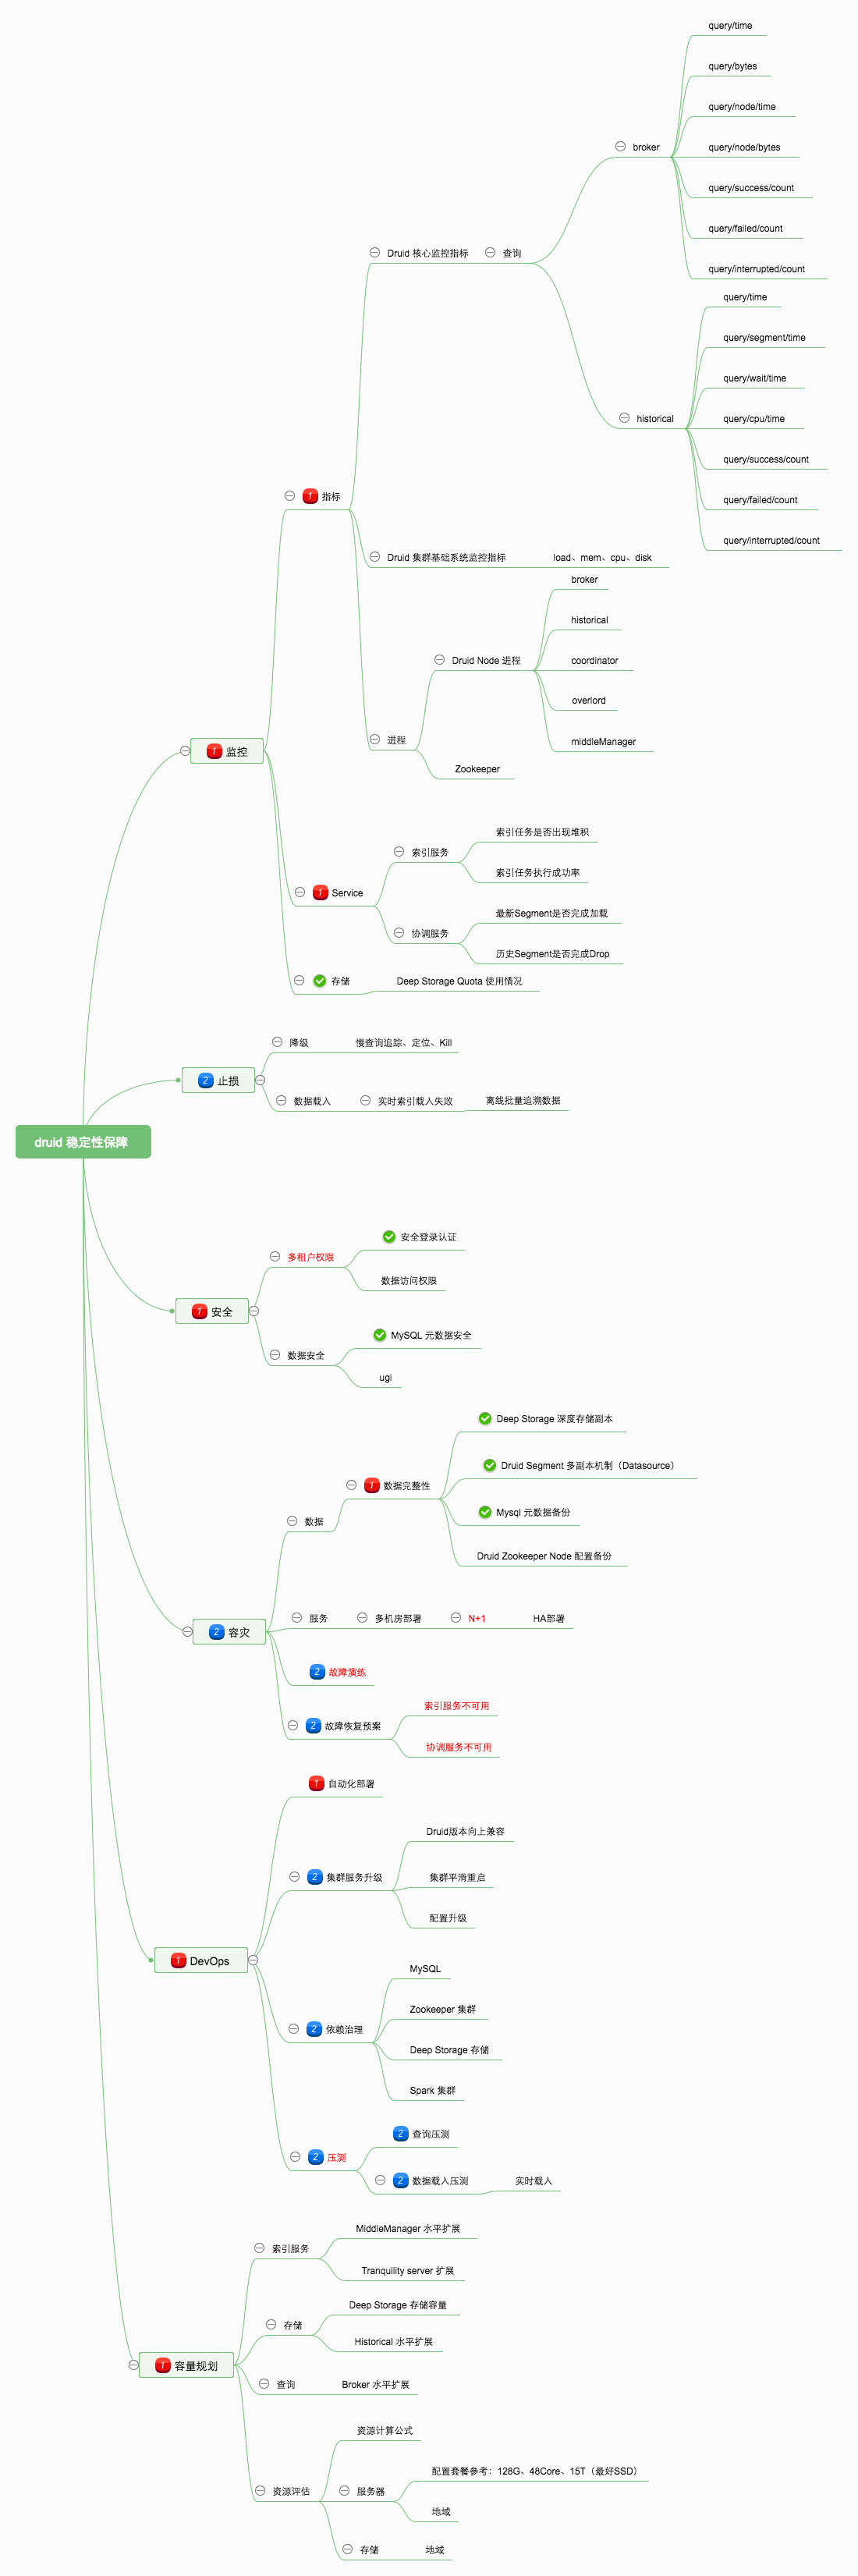 druid 稳定性保障
1 监控
1 指标
Druid 核心监控指标
查询
broker
query/time
query/bytes
query/node/time
query/node/bytes
query/success/count
query/failed/count
query/interrupted/count
historical
query/time
query/segment/time
query/wait/time
query/cpu/time
query/success/count
query/failed/count
query/interrupted/count
Druid 集群基础系统监控指标
load、mem、cpu、disk
进程
Druid Node 进程
broker
historical
coordinator
overlord
middleManager
Zookeeper
1 Service
索引服务
索引任务是否出现堆积
索引任务执行成功率
协调服务
最新Segment是否完成加载
历史Segment是否完成Drop
存储
Deep Storage Quota 使用情况
2 止损
降级
慢查询追踪、定位、Kill
数据载入
实时索引载入失败
离线批量追溯数据
1 安全
多租户权限
安全登录认证
数据访问权限
数据安全
MySQL 元数据安全
ugi
2 容灾
数据
1 数据完整性
Deep Storage 深度存储副本
Druid Segment 多副本机制（Datasource）
Mysql 元数据备份
Druid Zookeeper Node 配置备份
服务
多机房部署
N+1
HA部署
2 故障演练
2 故障恢复预案
索引服务不可用
协调服务不可用
1 DevOps
1 自动化部署
2 集群服务升级
Druid版本向上兼容
集群平滑重启
配置升级
2 依赖治理
MySQL
Zookeeper 集群
Deep Storage 存储
Spark 集群
2 压测
2 查询压测
2 数据载入压测
实时载入
1 容量规划
索引服务
MiddleManager 水平扩展
Tranquility server 扩展
存储
Deep Storage 存储容量
Historical 水平扩展
查询
Broker 水平扩展
资源评估
资源计算公式
服务器
配置套餐参考：128G、48Core、15T（最好SSD）
地域
存储
地域